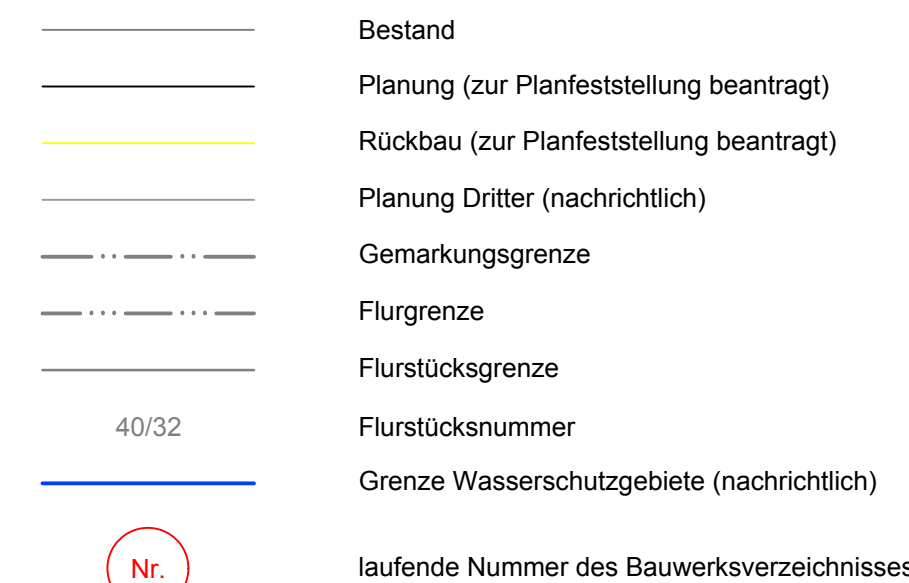 Bestand
Planung (zur Planfeststellung beantragt)
Rückbau (zur Planfeststellung beantragt)
Planung Dritter (nachrichtlich)
Gemarkungsgrenze
Flurgrenze
Flurstücksgrenze
40/32 Flurstücksnummer
Grenze Wasserschutzgebiete (nachrichtlich)
Nr. laufende Nummer des Bauwerksverzeichnisses